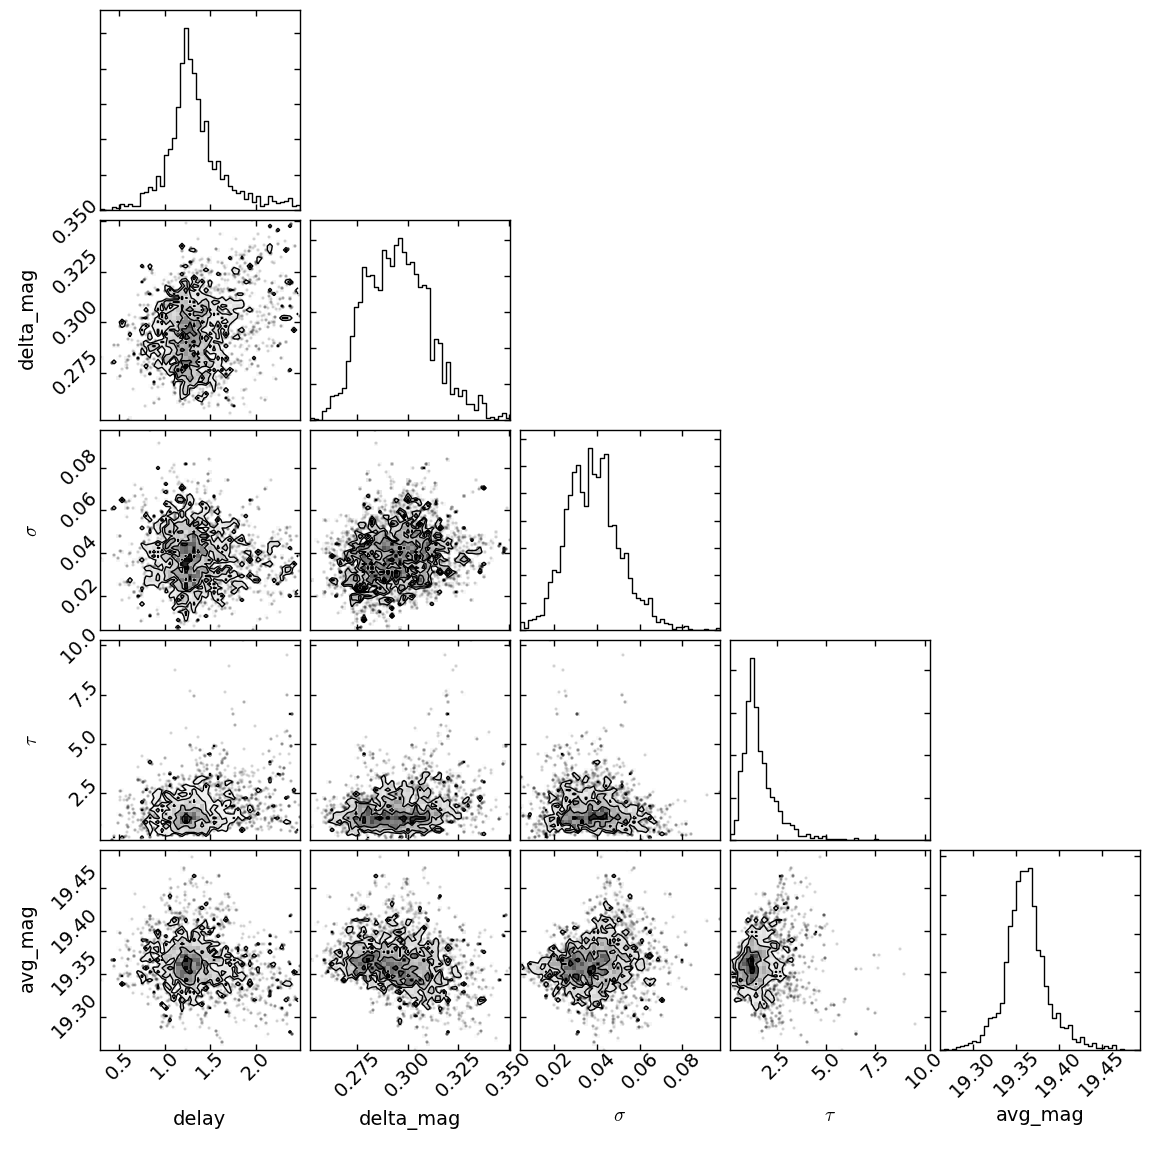 0.350
0.325
0.300
0.275
delta_mag
0.08
0.06
0.04
0.02
σ
10.0
7.5
5.0
2.5
τ
19.45
19.40
19.35
19.30
avg_mag
0.5 1.0 1.5 2.0
0.275 0.300 0.325 0.350
0.02 0.04 0.06 0.08
2.5 5.0 7.5 10.0
19.30 19.35 19.40 19.45
delay delta_mag σ τ avg_mag